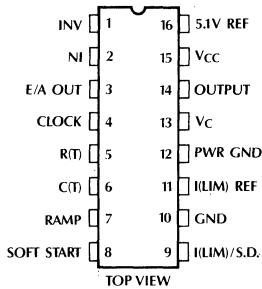 INV 1 16 5.1V REF
NI 2 15 VCC
E/A OUT 3 14 OUTPUT
CLOCK 4 13 VC
R(T) 5 12 PWR GND
C(T) 6 11 I(LIM) REF
RAMP 7 10 GND
SOFT START 8 9 I(LIM)/S.D.
TOP VIEW